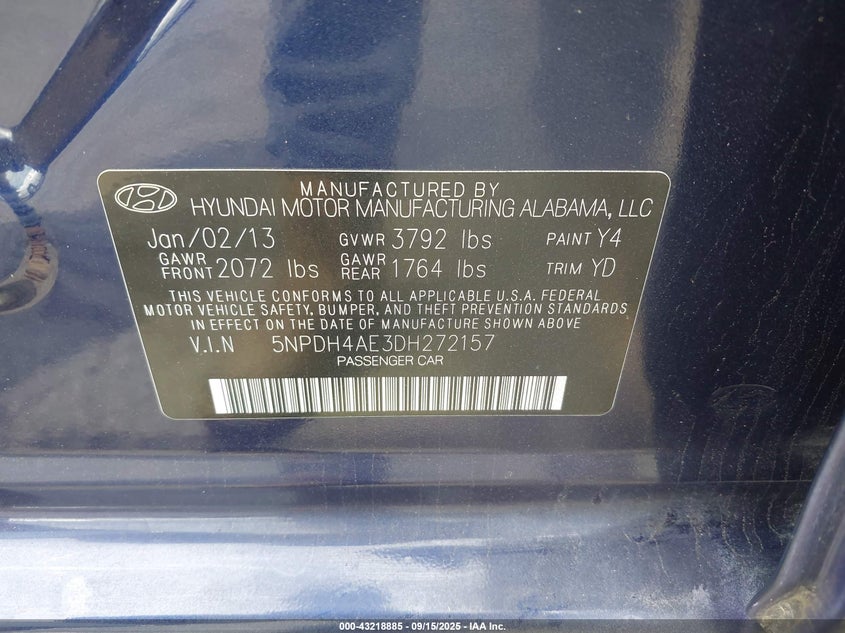 MANUFACTURED BY
HYUNDAI MOTOR MANUFACTURING ALABAMA, LLC
Jan/02/13 GVWR 3792 lbs PAINT Y4
GAWR FRONT 2072 lbs GAWR REAR 1764 lbs TRIM YD
THIS VEHICLE CONFORMS TO ALL APPLICABLE U.S.A. FEDERAL
MOTOR VEHICLE SAFETY, BUMPER, AND THEFT PREVENTION STANDARDS
IN EFFECT ON THE DATE OF MANUFACTURE SHOWN ABOVE
V.I.N 5NPDH4AE3DH272157
PASSENGER CAR
000-43218885 - 09/15/2025 - IAA Inc.